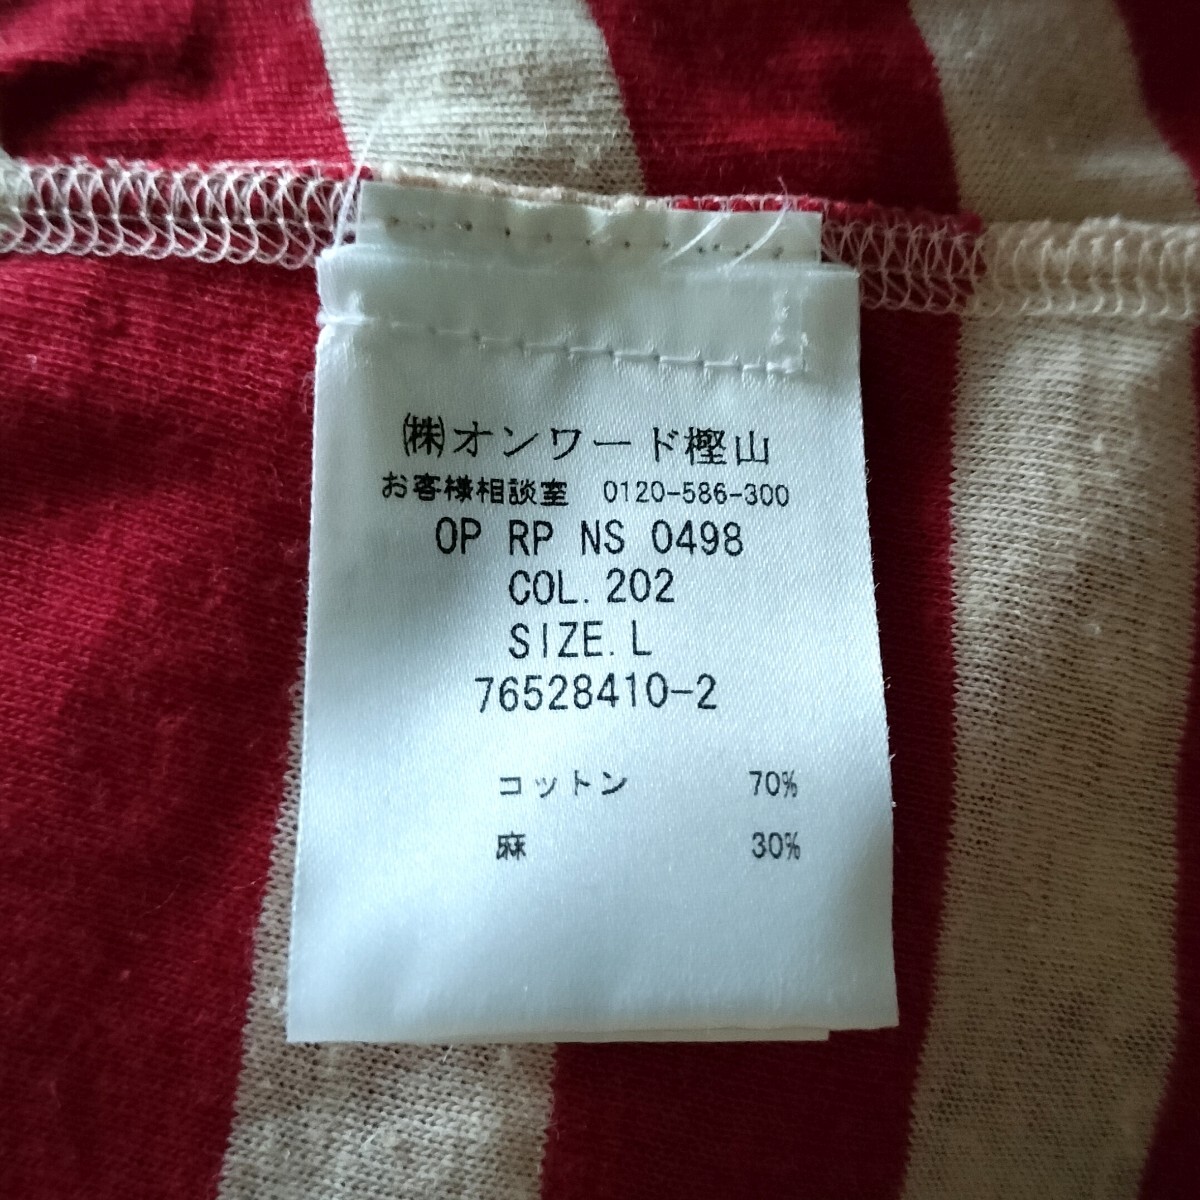 ㈱オンワード樫山
お客様相談室 0120-586-300
OP RP NS 0498
COL.202
SIZE.L
76528410-2
コットン 70%
麻 30%